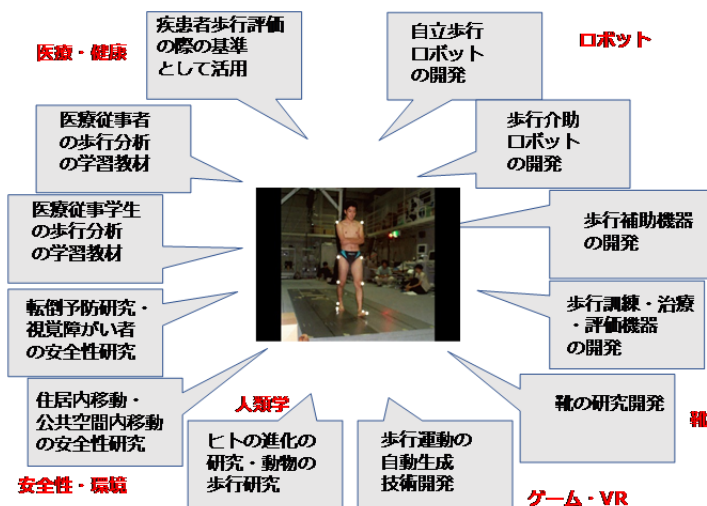 医療・健康
疾患者歩行評価
の際の基準
として活用
自立歩行
ロボット
の開発
ロボット
医療従事者
の歩行分析
の学習教材
歩行介助
ロボット
の開発
医療従事学生
の歩行分析
の学習教材
歩行補助機器
の開発
転倒予防研究・
視覚障がい者
の安全性研究
歩行訓練・治療
・評価機器
の開発
住居内移動・
公共空間内移動
の安全性研究
人類学
靴の研究開発
靴
ヒトの進化の
研究・動物の
歩行研究
歩行運動の
自動生成
技術開発
安全性・環境
ゲーム・VR